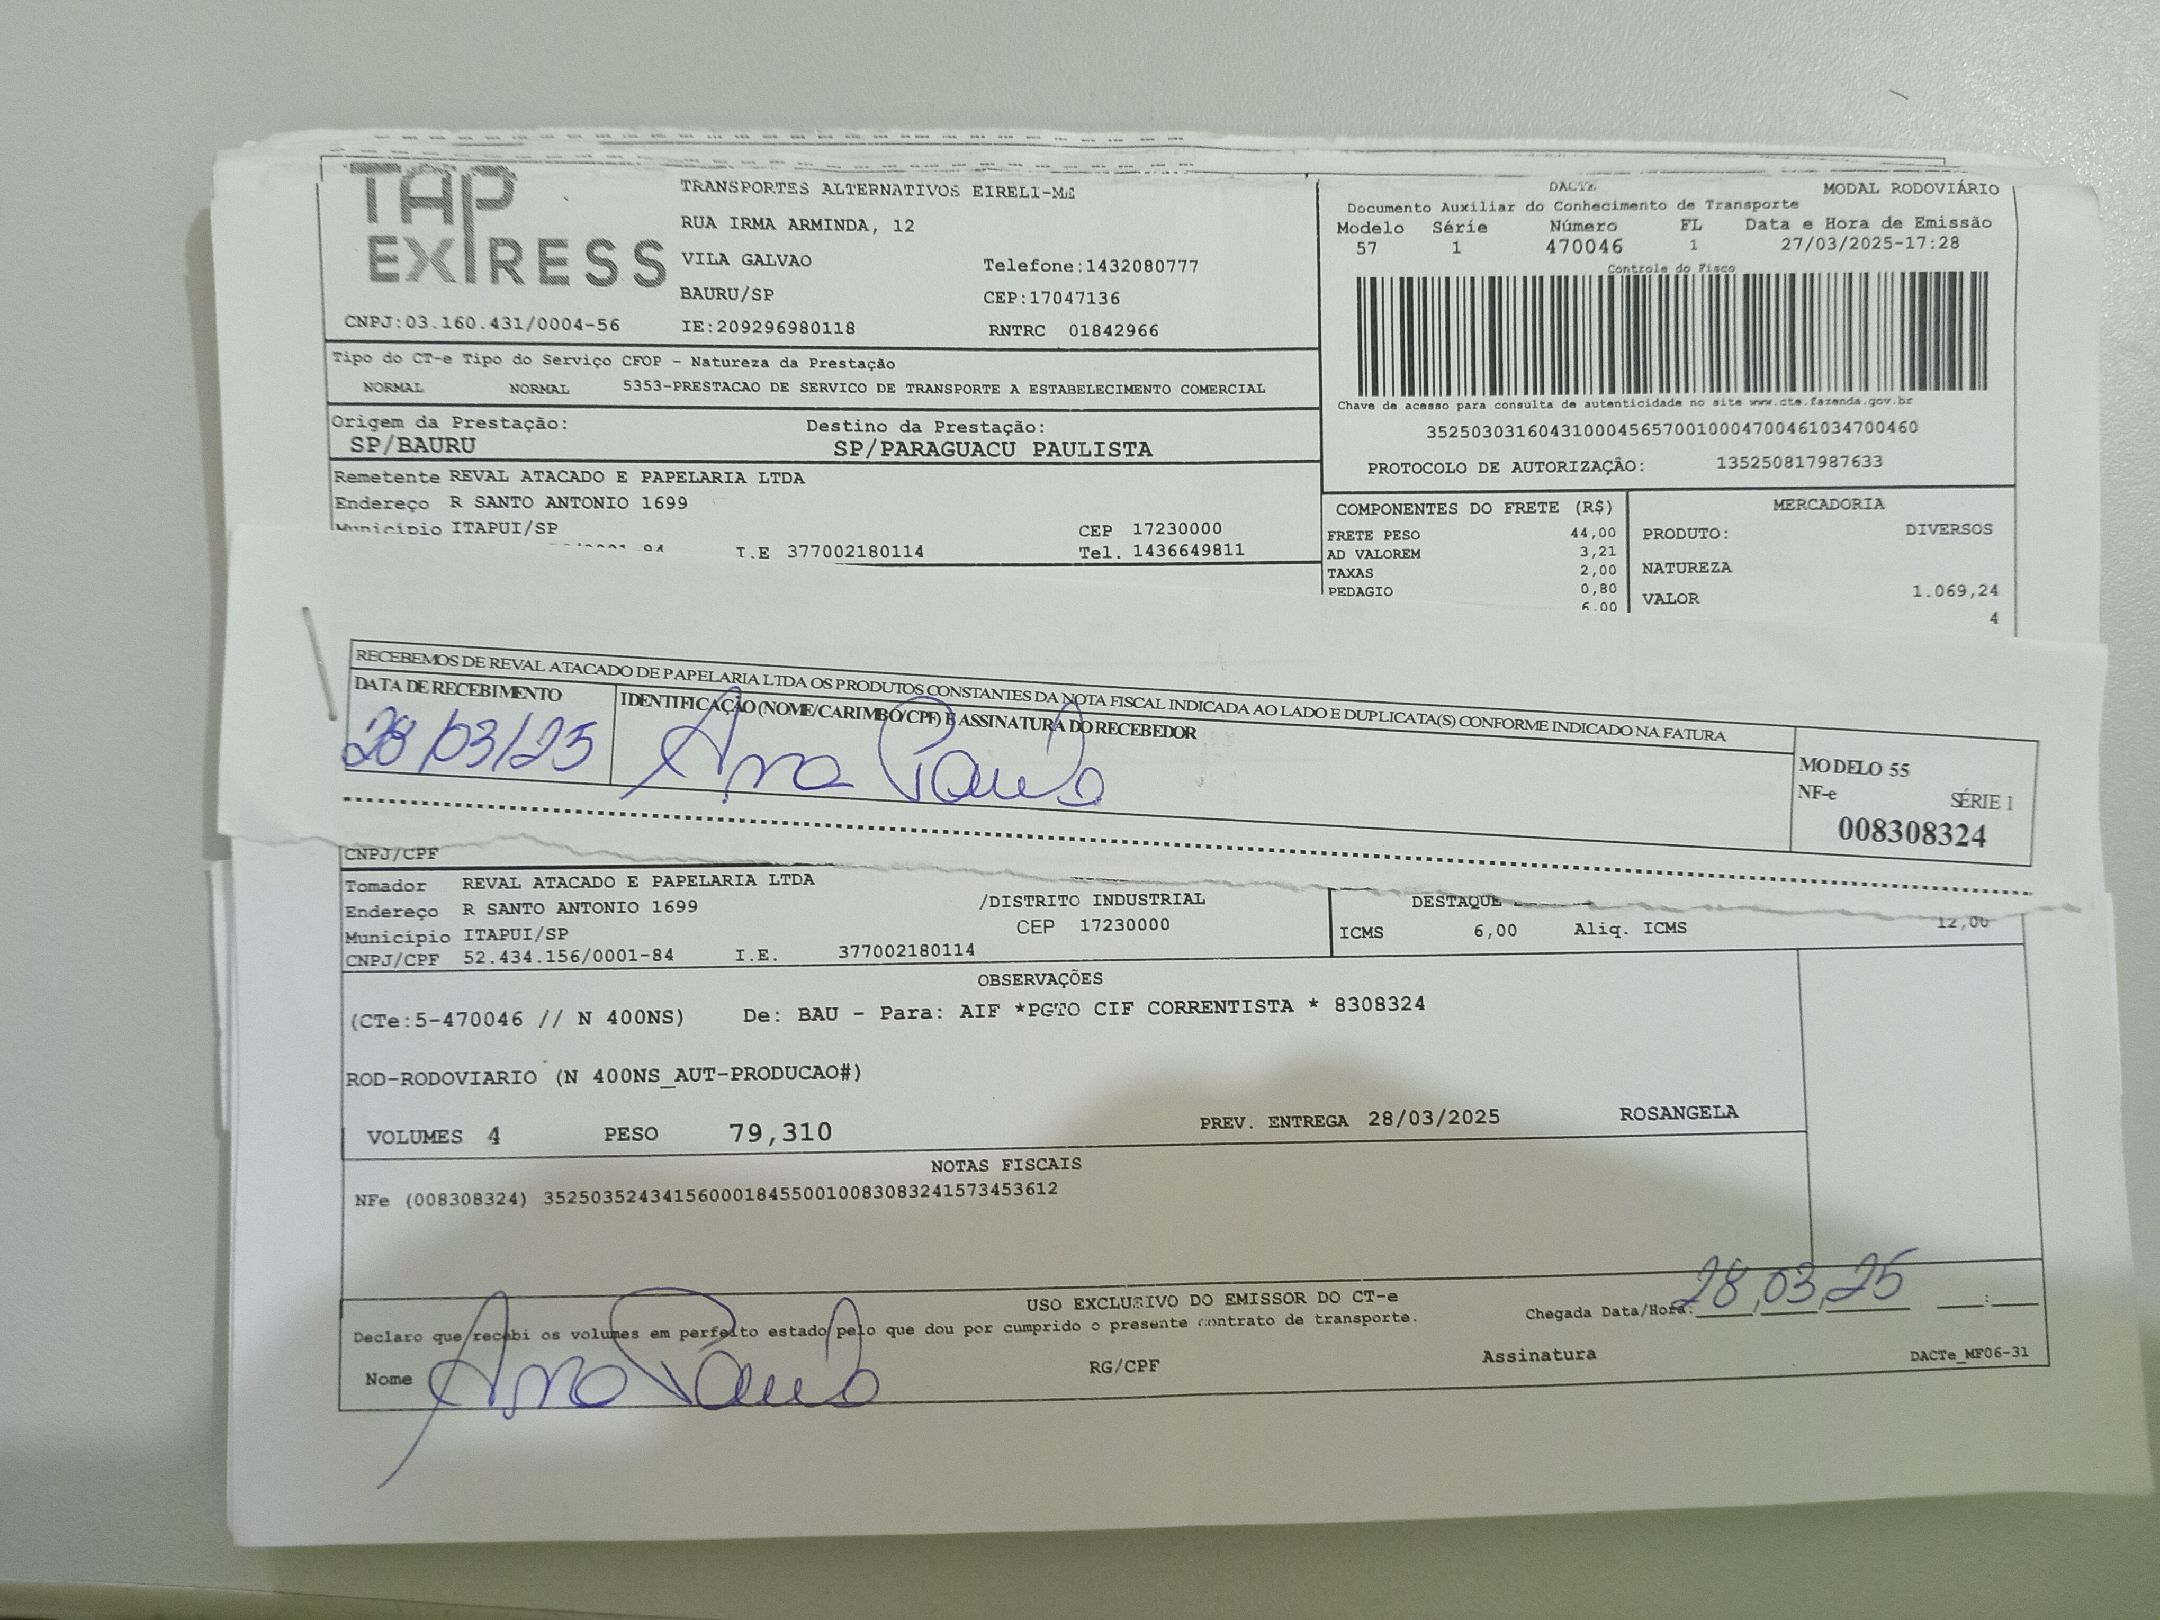 TAP EXPRESS
TRANSPORTES ALTERNATIVOS EIRELI-ME
RUA IRMA ARMINDA, 12
VILA GALVAO Telefone:1432080777
BAURU/SP CEP:17047136
CNPJ:03.160.431/0004-56 IE:209296980118 RNTRC 01842966
DACTE MODAL RODOVIÁRIO
Documento Auxiliar do Conhecimento de Transporte
Modelo Série Número FL Data e Hora de Emissão
57 1 470046 1 27/03/2025-17:28
Controle do Fisco
Chave de acesso para consulta de autenticidade no site www.cte.fazenda.gov.br
35250303160431000456570010004700461034700460
PROTOCOLO DE AUTORIZAÇÃO: 135250817987633
Tipo do CT-e Tipo do Serviço CFOP - Natureza da Prestação
NORMAL NORMAL 5353-PRESTACAO DE SERVICO DE TRANSPORTE A ESTABELECIMENTO COMERCIAL
Origem da Prestação: Destino da Prestação:
SP/BAURU SP/PARAGUACU PAULISTA
Remetente REVAL ATACADO E PAPELARIA LTDA
Endereço R SANTO ANTONIO 1699
Município ITAPUI/SP CEP 17230000
I.E 377002180114 Tel. 1436649811
COMPONENTES DO FRETE (R$)
FRETE PESO 44,00
AD VALOREM 3,21
TAXAS 2,00
PEDAGIO 0,80
6,00
MERCADORIA
PRODUTO: DIVERSOS
NATUREZA
VALOR 1.069,24
4
RECEBEMOS DE REVAL ATACADO DE PAPELARIA LTDA OS PRODUTOS CONSTANTES DA NOTA FISCAL INDICADA AO LADO E DUPLICATA(S) CONFORME INDICADO NA FATURA
DATA DE RECEBIMENTO IDENTIFICAÇÃO (NOME/CARIMBO/CPF) E ASSINATURA DO RECEBEDOR
28/03/25 Ana Paula
MODELO 55
NF-e SÉRIE 1
008308324
CNPJ/CPF
Tomador REVAL ATACADO E PAPELARIA LTDA
Endereço R SANTO ANTONIO 1699 /DISTRITO INDUSTRIAL
Município ITAPUI/SP CEP 17230000
CNPJ/CPF 52.434.156/0001-84 I.E. 377002180114
DESTAQUE
ICMS 6,00 Aliq. ICMS 12,00
OBSERVAÇÕES
(CTe:5-470046 // N 400NS) De: BAU - Para: AIF *PGTO CIF CORRENTISTA * 8308324
ROD-RODOVIARIO (N 400NS_AUT-PRODUCAO#)
VOLUMES 4 PESO 79,310 PREV. ENTREGA 28/03/2025 ROSANGELA
NOTAS FISCAIS
NFe (008308324) 35250352434156000184550010083083241573453612
USO EXCLUSIVO DO EMISSOR DO CT-e
Declaro que recebi os volumes em perfeito estado pelo que dou por cumprido o presente contrato de transporte.
Chegada Data/Hora: 28,03,25 :
Nome Ana Paula RG/CPF Assinatura DACTe_MF06-31